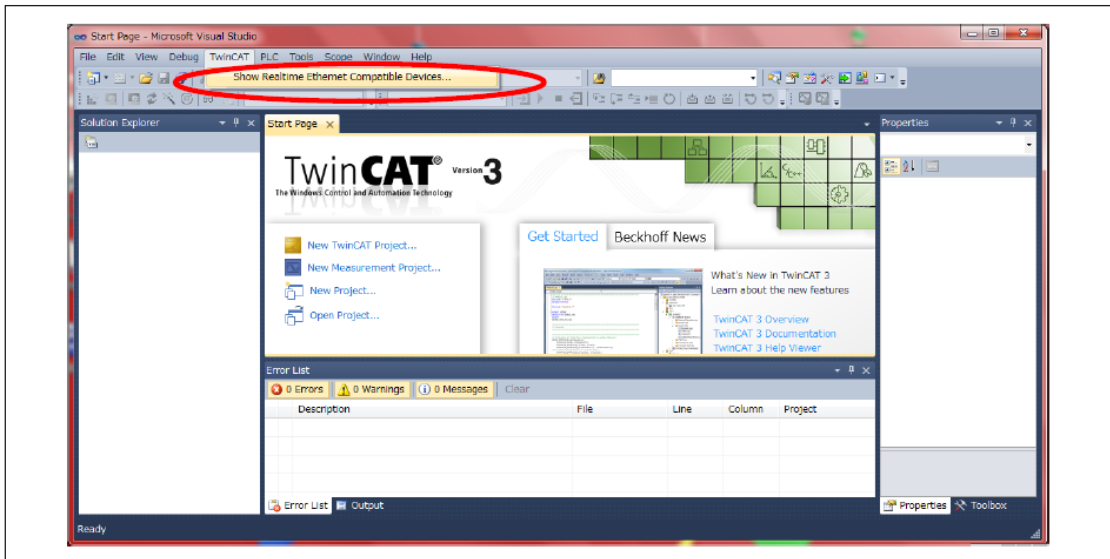 Start Page - Microsoft Visual Studio
File Edit View Debug TwinCAT PLC Tools Scope Window Help
Show Realtime Ethernet Compatible Devices...
Solution Explorer
Start Page
Properties
TwinCAT® Version 3
The Windows Control and Automation Technology
New TwinCAT Project...
New Measurement Project...
New Project...
Open Project...
Get Started Beckhoff News
What's New in TwinCAT 3
Learn about the new features
TwinCAT 3 Overview
TwinCAT 3 Documentation
TwinCAT 3 Help Viewer
Error List
0 Errors 0 Warnings 0 Messages Clear
Description File Line Column Project
Error List Output
Properties Toolbox
Ready